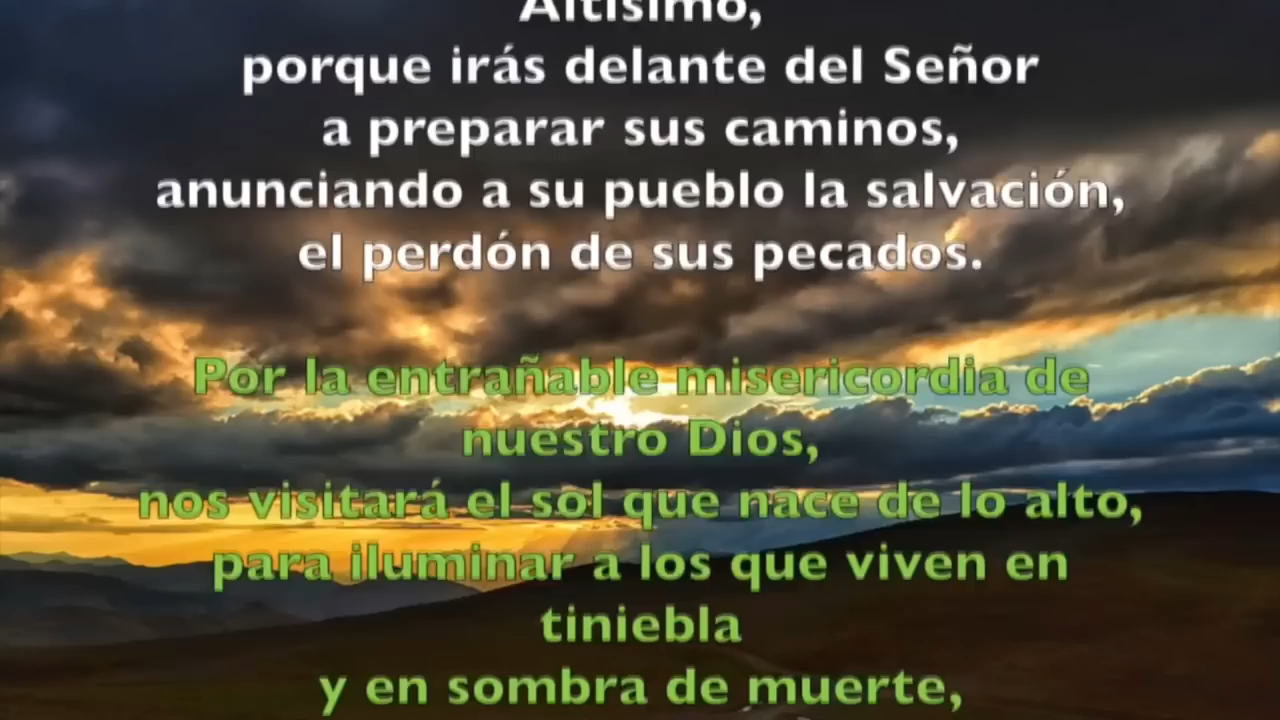 Altísimo,
porque irás delante del Señor
a preparar sus caminos,
anunciando a su pueblo la salvación,
el perdón de sus pecados.
Por la entrañable misericordia de
nuestro Dios,
nos visitará el sol que nace de lo alto,
para iluminar a los que viven en
tiniebla
y en sombra de muerte,